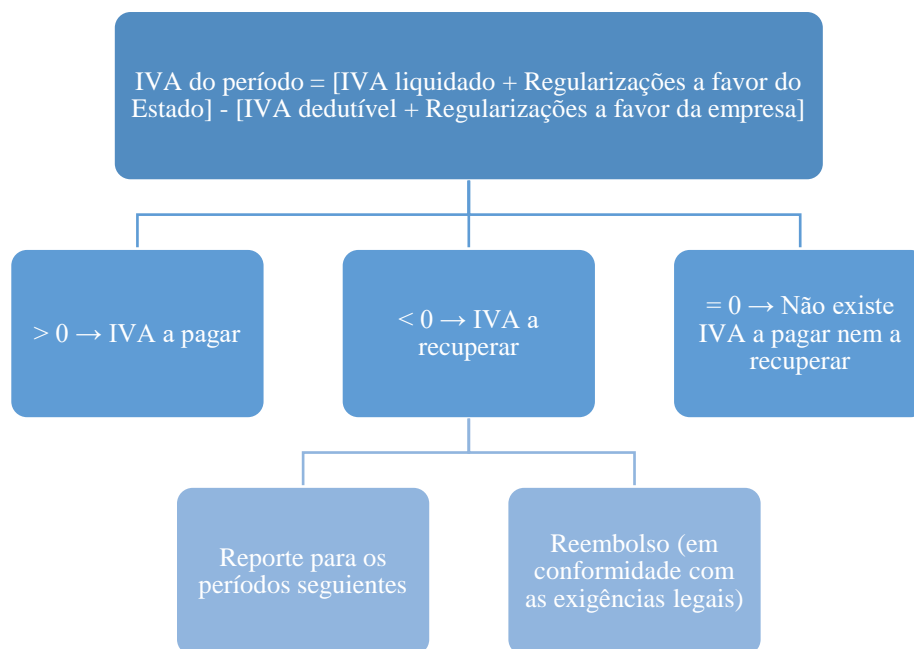 IVA do período = [IVA liquidado + Regularizações a favor do
Estado] - [IVA dedutível + Regularizações a favor da empresa]
> 0 → IVA a pagar
< 0 → IVA a
recuperar
= 0 → Não existe
IVA a pagar nem a
recuperar
Reporte para os
períodos seguintes
Reembolso (em
conformidade com
as exigências legais)